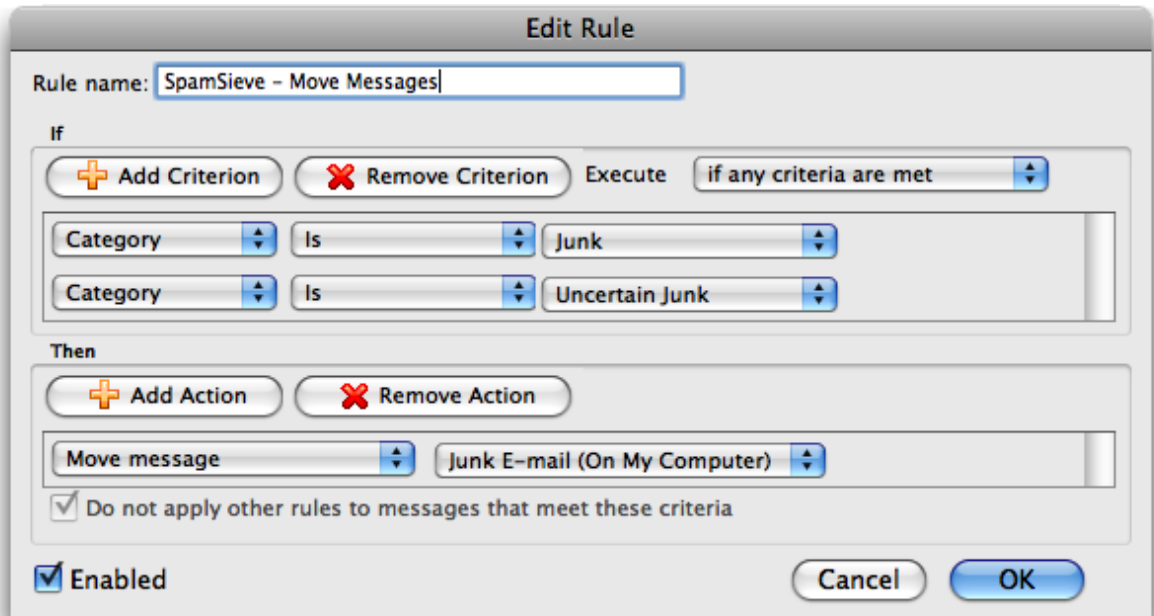 Edit Rule
Rule name: SpamSieve – Move Messages
If
Add Criterion Remove Criterion Execute if any criteria are met
Category Is Junk
Category Is Uncertain Junk
Then
Add Action Remove Action
Move message Junk E-mail (On My Computer)
Do not apply other rules to messages that meet these criteria
Enabled Cancel OK